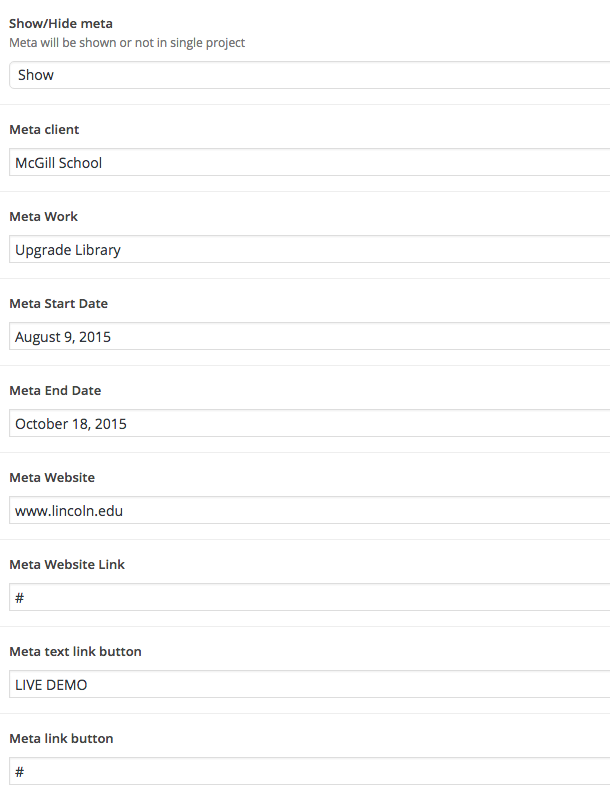 Show/Hide meta
Meta will be shown or not in single project
Show
Meta client
McGill School
Meta Work
Upgrade Library
Meta Start Date
August 9, 2015
Meta End Date
October 18, 2015
Meta Website
www.lincoln.edu
Meta Website Link
#
Meta text link button
LIVE DEMO
Meta link button
#